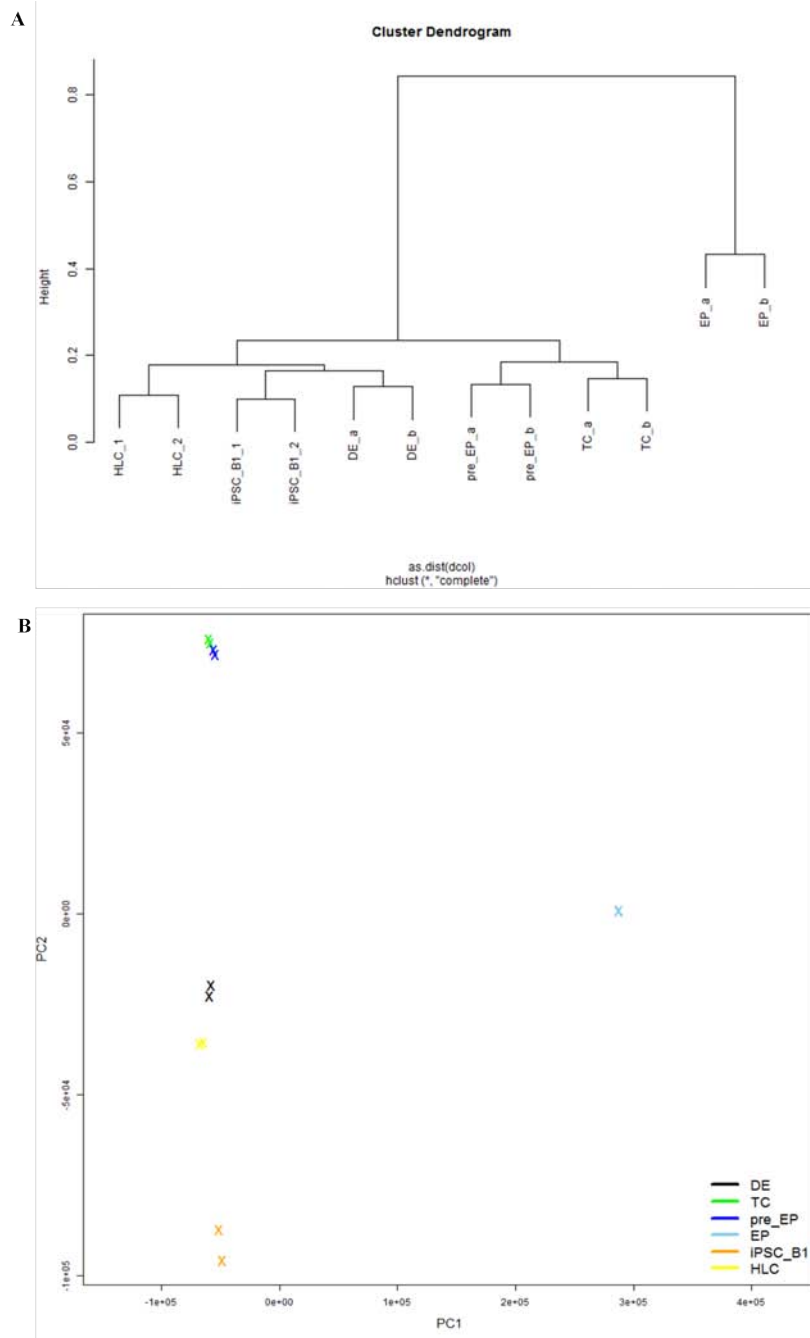 A
Cluster Dendrogram
Height
0.0
0.2
0.4
0.6
0.8
HLC_1
HLC_2
iPSC_B1_1
iPSC_B1_2
DE_a
DE_b
pre_EP_a
pre_EP_b
TC_a
TC_b
EP_a
EP_b
as.dist(dcol)
hclust (*, "complete")
B
PC2
5e+04
0e+00
-5e+04
-1e+05
-1e+05
0e+00
1e+05
2e+05
3e+05
4e+05
PC1
DE
TC
pre_EP
EP
iPSC_B1
HLC